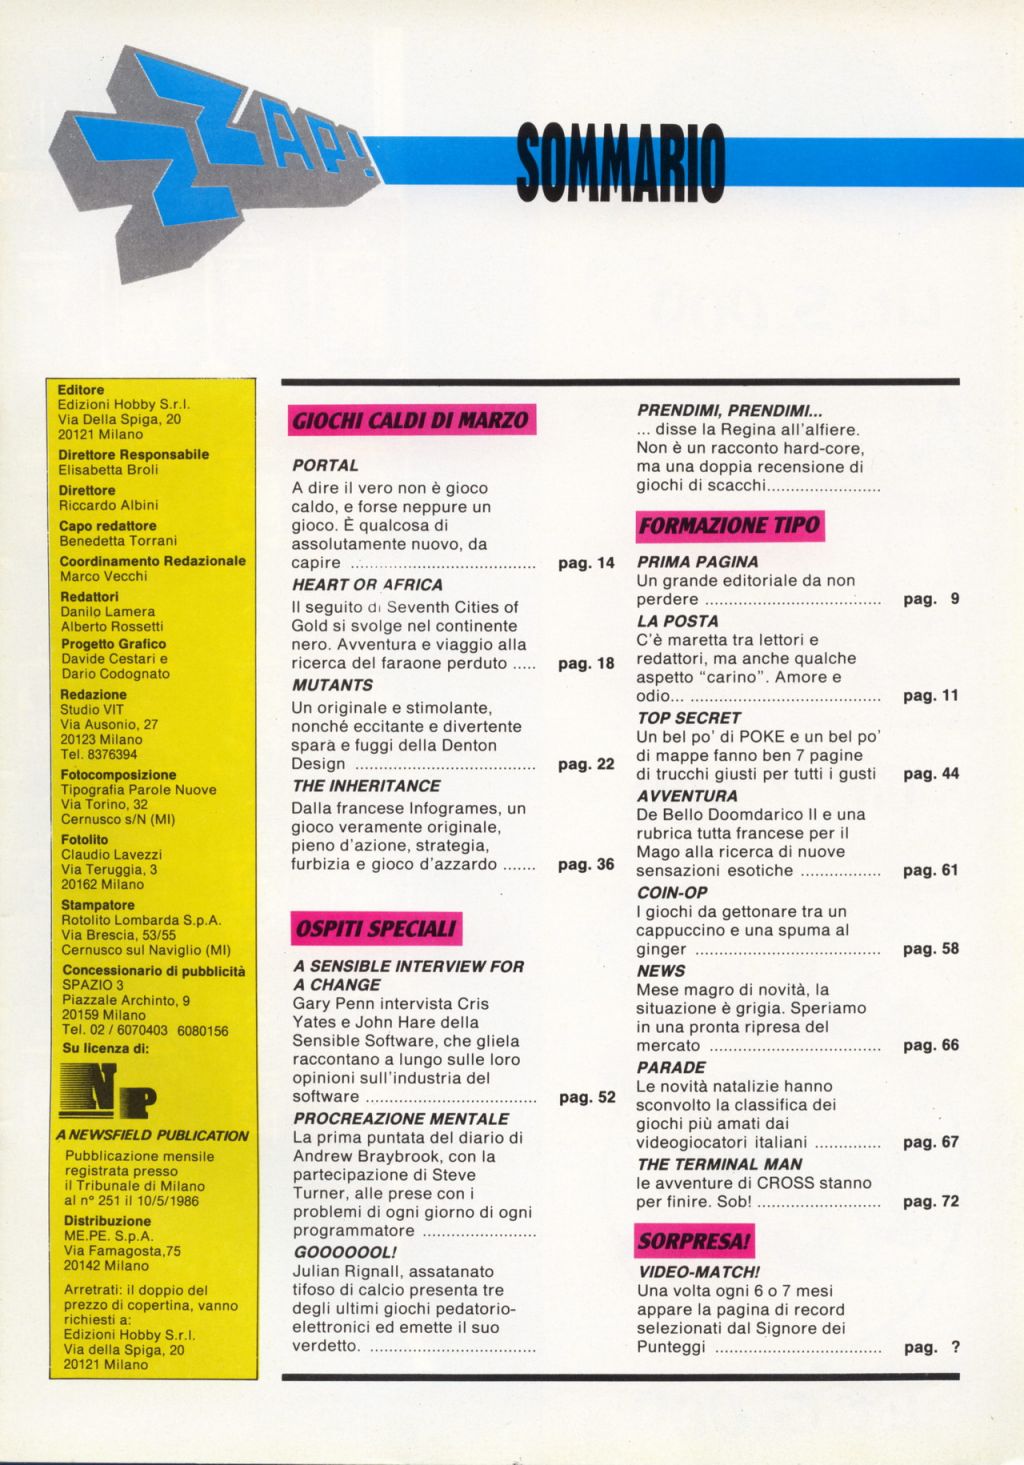 ZZAP!
SOMMARIO
Editore
Edizioni Hobby S.r.l.
Via Della Spiga, 20
20121 Milano
Direttore Responsabile
Elisabetta Broli
Direttore
Riccardo Albini
Capo redattore
Benedetta Torrani
Coordinamento Redazionale
Marco Vecchi
Redattori
Danilo Lamera
Alberto Rossetti
Progetto Grafico
Davide Cestari e
Dario Codognato
Redazione
Studio VIT
Via Ausonio, 27
20123 Milano
Tel. 8376394
Fotocomposizione
Tipografia Parole Nuove
Via Torino, 32
Cernusco s/N (MI)
Fotolito
Claudio Lavezzi
Via Teruggia, 3
20162 Milano
Stampatore
Rotolito Lombarda S.p.A.
Via Brescia, 53/55
Cernusco sul Naviglio (MI)
Concessionario di pubblicità
SPAZIO 3
Piazzale Archinto, 9
20159 Milano
Tel. 02 / 6070403 6080156
Su licenza di:
NP
A NEWSFIELD PUBLICATION
Pubblicazione mensile
registrata presso
il Tribunale di Milano
al n° 251 il 10/5/1986
Distribuzione
ME.PE. S.p.A.
Via Famagosta,75
20142 Milano
Arretrati: il doppio del
prezzo di copertina, vanno
richiesti a:
Edizioni Hobby S.r.l.
Via della Spiga, 20
20121 Milano
GIOCHI CALDI DI MARZO
PORTAL
A dire il vero non è gioco
caldo, e forse neppure un
gioco. È qualcosa di
assolutamente nuovo, da
capire ........................................ pag. 14
HEART OR AFRICA
Il seguito di Seventh Cities of
Gold si svolge nel continente
nero. Avventura e viaggio alla
ricerca del faraone perduto ..... pag. 18
MUTANTS
Un originale e stimolante,
nonché eccitante e divertente
sparà e fuggi della Denton
Design ...................................... pag. 22
THE INHERITANCE
Dalla francese Infogrames, un
gioco veramente originale,
pieno d'azione, strategia,
furbizia e gioco d'azzardo ....... pag. 36
OSPITI SPECIALI
A SENSIBLE INTERVIEW FOR
A CHANGE
Gary Penn intervista Cris
Yates e John Hare della
Sensible Software, che gliela
raccontano a lungo sulle loro
opinioni sull'industria del
software .................................... pag. 52
PROCREAZIONE MENTALE
La prima puntata del diario di
Andrew Braybrook, con la
partecipazione di Steve
Turner, alle prese con i
problemi di ogni giorno di ogni
programmatore ........................
GOOOOOOL!
Julian Rignall, assatanato
tifoso di calcio presenta tre
degli ultimi giochi pedatorio-
elettronici ed emette il suo
verdetto. ...................................
PRENDIMI, PRENDIMI...
... disse la Regina all'alfiere.
Non è un racconto hard-core,
ma una doppia recensione di
giochi di scacchi........................
FORMAZIONE TIPO
PRIMA PAGINA
Un grande editoriale da non
perdere ..................................... pag. 9
LA POSTA
C'è maretta tra lettori e
redattori, ma anche qualche
aspetto "carino". Amore e
odio... ........................................ pag. 11
TOP SECRET
Un bel po' di POKE e un bel po'
di mappe fanno ben 7 pagine
di trucchi giusti per tutti i gusti pag. 44
AVVENTURA
De Bello Doomdarico II e una
rubrica tutta francese per il
Mago alla ricerca di nuove
sensazioni esotiche ................. pag. 61
COIN-OP
I giochi da gettonare tra un
cappuccino e una spuma al
ginger ....................................... pag. 58
NEWS
Mese magro di novità, la
situazione è grigia. Speriamo
in una pronta ripresa del
mercato .................................... pag. 66
PARADE
Le novità natalizie hanno
sconvolto la classifica dei
giochi più amati dai
videogiocatori italiani .............. pag. 67
THE TERMINAL MAN
le avventure di CROSS stanno
per finire. Sob! .......................... pag. 72
SORPRESA!
VIDEO-MATCH!
Una volta ogni 6 o 7 mesi
appare la pagina di record
selezionati dal Signore dei
Punteggi ................................... pag. ?